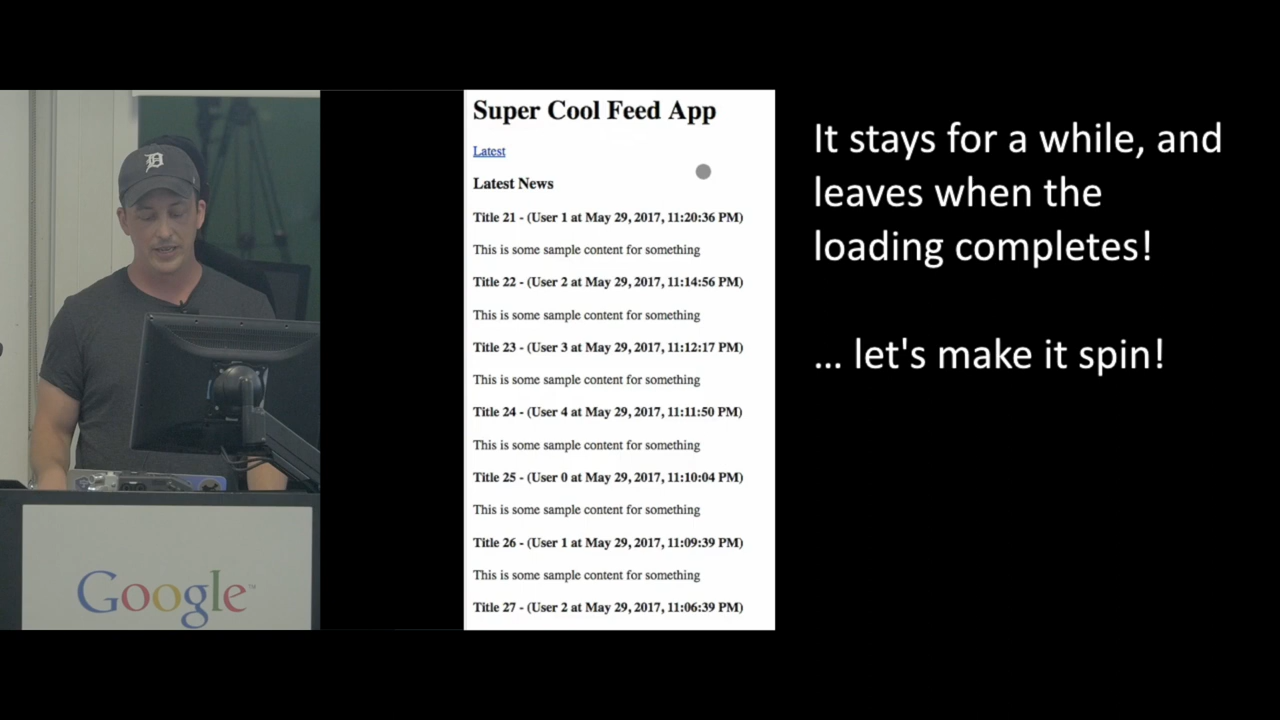 Super Cool Feed App
Latest
Latest News
Title 21 - (User 1 at May 29, 2017, 11:20:36 PM)
This is some sample content for something
Title 22 - (User 2 at May 29, 2017, 11:14:56 PM)
This is some sample content for something
Title 23 - (User 3 at May 29, 2017, 11:12:17 PM)
This is some sample content for something
Title 24 - (User 4 at May 29, 2017, 11:11:50 PM)
This is some sample content for something
Title 25 - (User 0 at May 29, 2017, 11:10:04 PM)
This is some sample content for something
Title 26 - (User 1 at May 29, 2017, 11:09:39 PM)
This is some sample content for something
Title 27 - (User 2 at May 29, 2017, 11:06:39 PM)
It stays for a while, and
leaves when the
loading completes!
... let's make it spin!
D
Google™